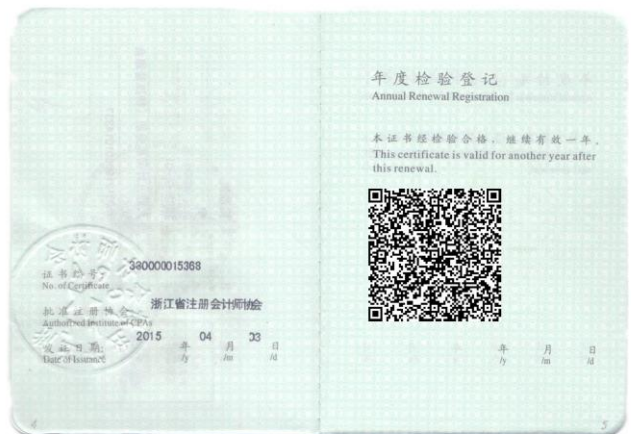 证书编号:
330000015368
No. of Certificate
批准注册协会:
浙江省注册会计师协会
Authorized Institute of CPAs
发证日期:
2015 年 04 月 03 日
Date of Issuance /y /m /d
4
年度检验登记
Annual Renewal Registration
本证书经检验合格，继续有效一年。
This certificate is valid for another year after
this renewal.
年 月 日
/y /m /d
5